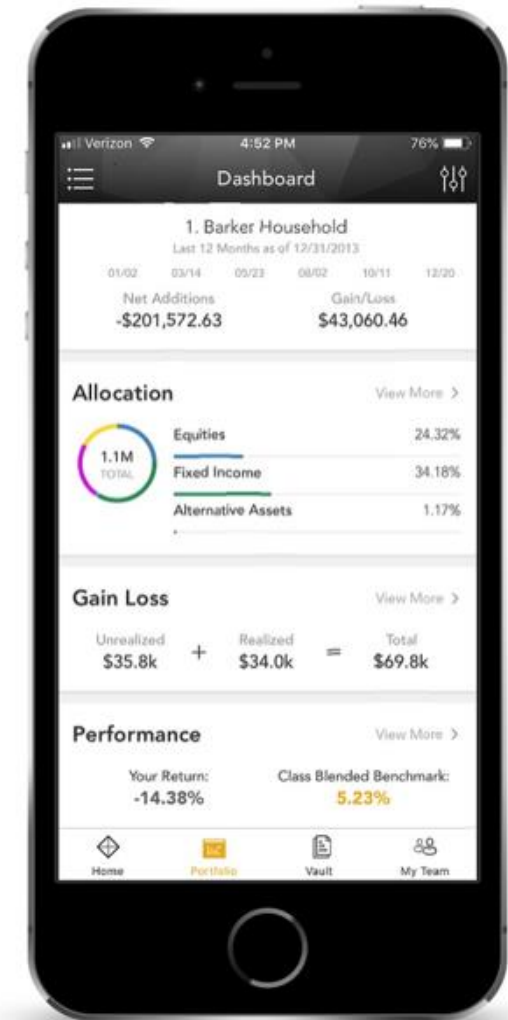 Verizon 4:52 PM 76%
Dashboard
1. Barker Household
Last 12 Months as of 12/31/2013
01/02 03/14 05/23 08/02 10/11 12/20
Net Additions Gain/Loss
-$201,572.63 $43,060.46
Allocation View More >
1.1M
TOTAL
Equities 24.32%
Fixed Income 34.18%
Alternative Assets 1.17%
Gain Loss View More >
Unrealized Realized Total
$35.8k + $34.0k = $69.8k
Performance View More >
Your Return: Class Blended Benchmark:
-14.38% 5.23%
Home Portfolio Vault My Team